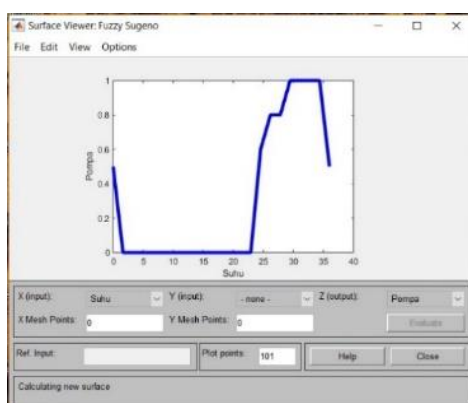 Surface Viewer: Fuzzy Sugeno
File Edit View Options
1
0.8
0.6
0.4
0.2
0
Pompa
0 5 10 15 20 25 30 35 40
Suhu
X (input): Suhu Y (input): - none - Z (output): Pompa
X Mesh Points: 0 Y Mesh Points: 0 Evaluate
Ref. Input: Plot points: 101 Help Close
Calculating new surface